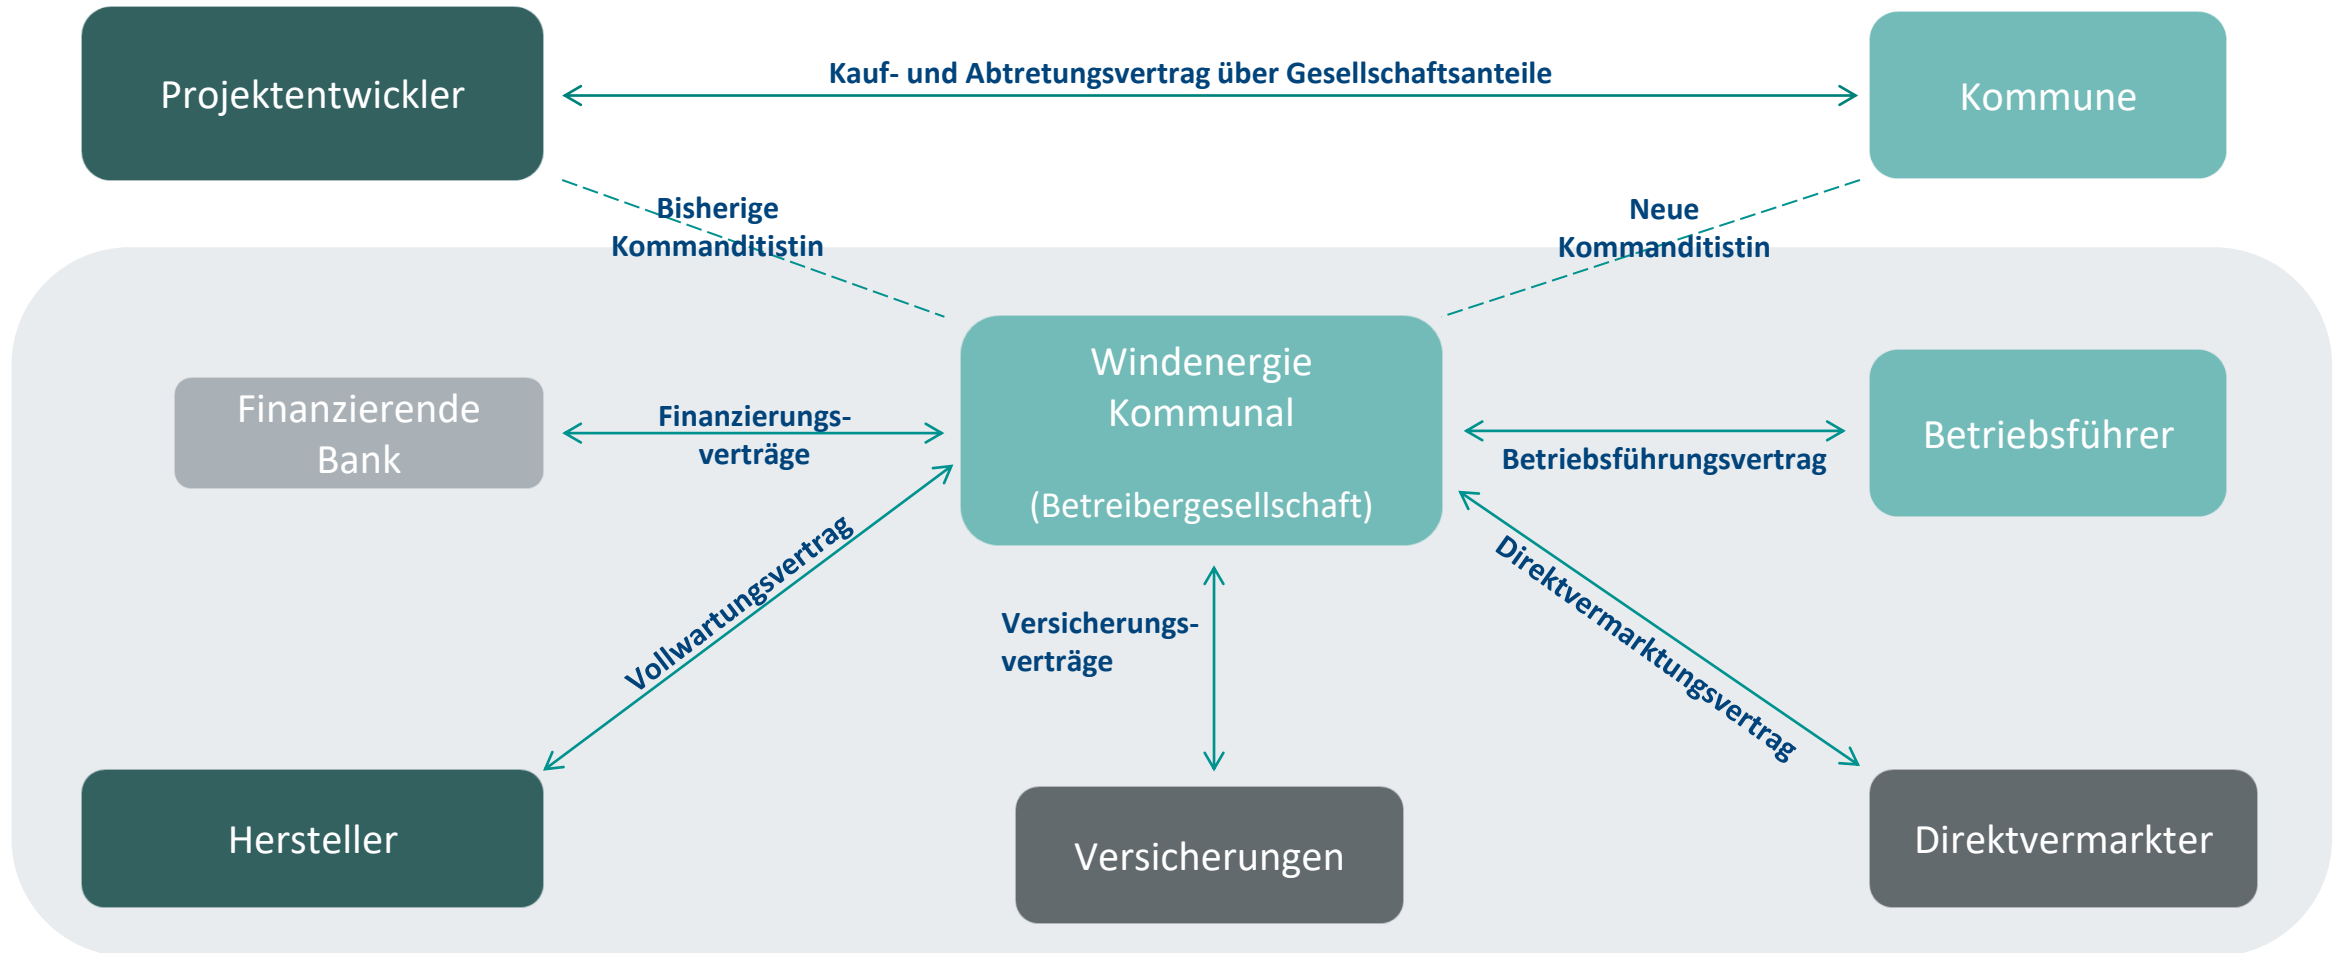 Projektentwickler
Kauf- und Abtretungsvertrag über Gesellschaftsanteile
Kommune
Bisherige
Kommanditistin
Neue
Kommanditistin
Windenergie
Kommunal
(Betreibergesellschaft)
Finanzierende
Bank
Finanzierungs-
verträge
Betriebsführungsvertrag
Betriebsführer
Vollwartungsvertrag
Versicherungs-
verträge
Direktvermarktungsvertrag
Hersteller
Versicherungen
Direktvermarkter